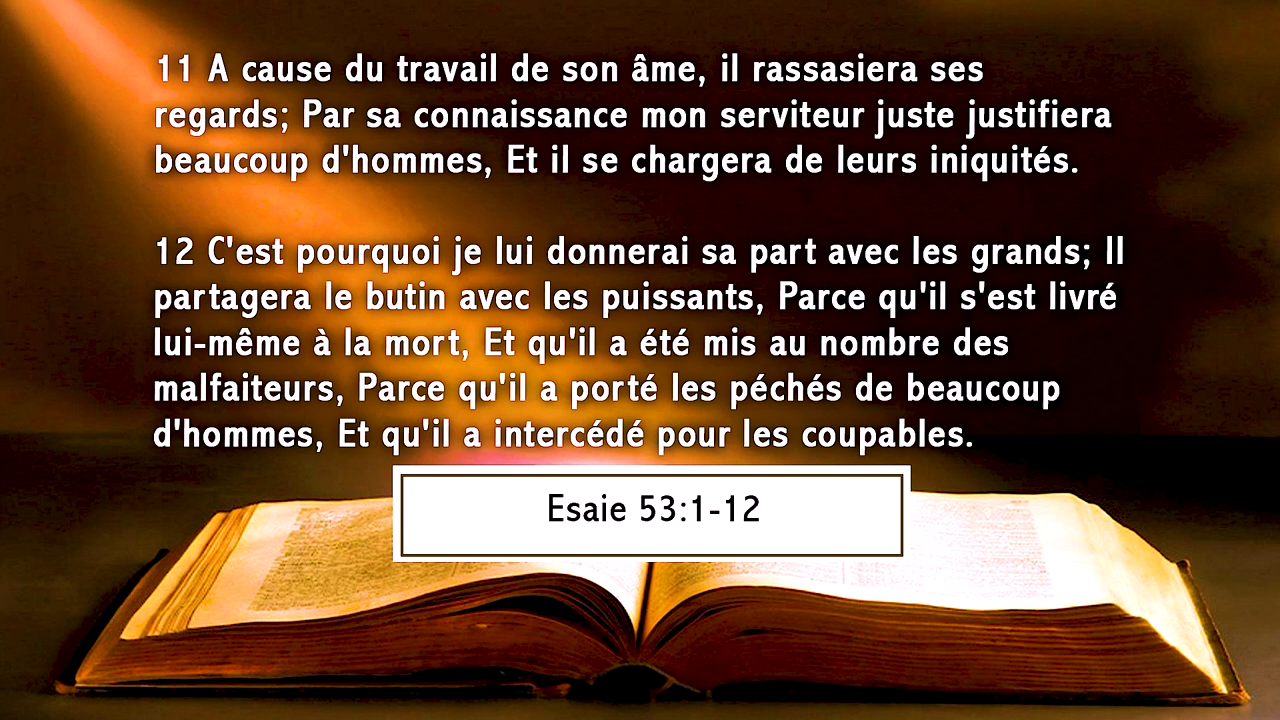 11 A cause du travail de son âme, il rassasiera ses
regards; Par sa connaissance mon serviteur juste justifiera
beaucoup d'hommes, Et il se chargera de leurs iniquités.
12 C'est pourquoi je lui donnerai sa part avec les grands; Il
partagera le butin avec les puissants, Parce qu'il s'est livré
lui-même à la mort, Et qu'il a été mis au nombre des
malfaiteurs, Parce qu'il a porté les péchés de beaucoup
d'hommes, Et qu'il a intercédé pour les coupables.
Esaie 53:1-12